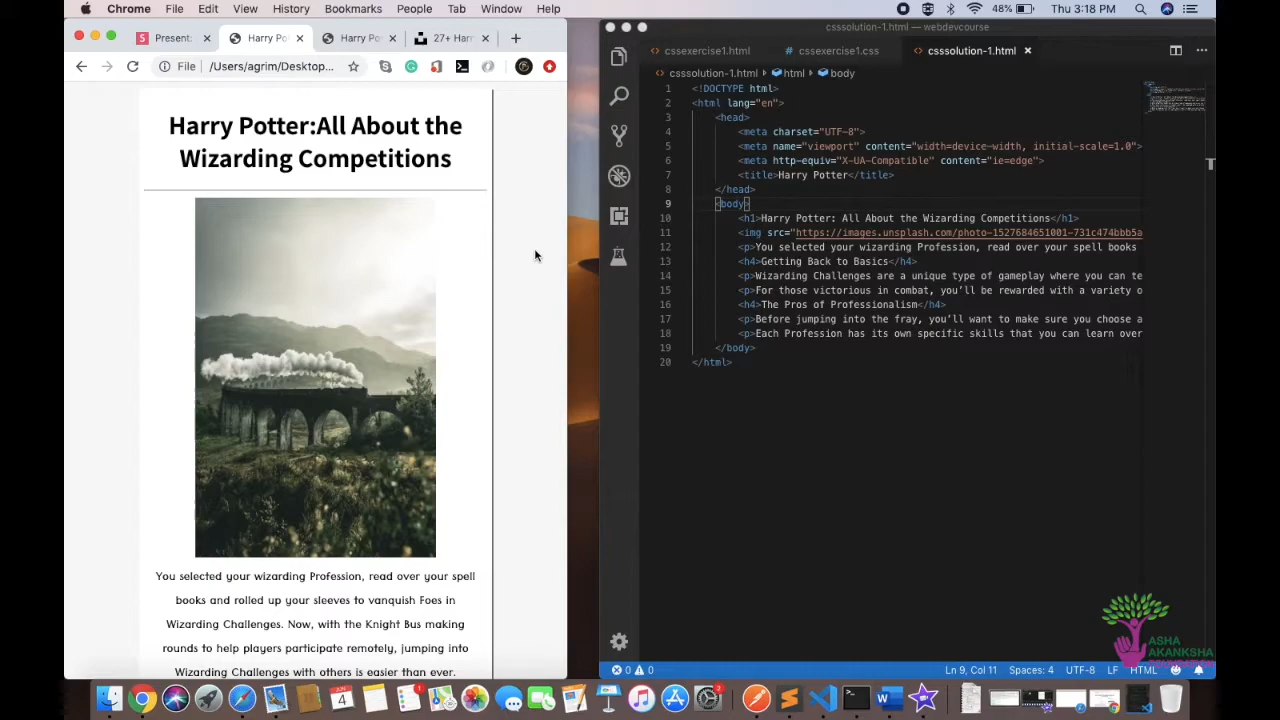 Chrome File Edit View History Bookmarks People Tab Window Help
48% Thu 3:18 PM
Harry Po
Harry Po
27+ Harr
File /Users/agrim/Desktop...
Harry Potter:All About the
Wizarding Competitions
You selected your wizarding Profession, read over your spell
books and rolled up your sleeves to vanquish Foes in
Wizarding Challenges. Now, with the Knight Bus making
rounds to help players participate remotely, jumping into
Wizarding Challenges with others is easier than ever.
csssolution-1.html — webdevcourse
cssexercise1.html # cssexercise1.css csssolution-1.html
csssolution-1.html html body
1 <!DOCTYPE html>
2 <html lang="en">
3 <head>
4 <meta charset="UTF-8">
5 <meta name="viewport" content="width=device-width, initial-scale=1.0">
6 <meta http-equiv="X-UA-Compatible" content="ie=edge">
7 <title>Harry Potter</title>
8 </head>
9 <body>
10 <h1>Harry Potter: All About the Wizarding Competitions</h1>
11 <img src="https://images.unsplash.com/photo-1527684651001-731c474bbb5a
12 <p>You selected your wizarding Profession, read over your spell books
13 <h4>Getting Back to Basics</h4>
14 <p>Wizarding Challenges are a unique type of gameplay where you can te
15 <p>For those victorious in combat, you'll be rewarded with a variety o
16 <h4>The Pros of Professionalism</h4>
17 <p>Before jumping into the fray, you'll want to make sure you choose a
18 <p>Each Profession has its own specific skills that you can learn over
19 </body>
20 </html>
ASHA
AKANKSHA
FOUNDATION
0 0 Ln 9, Col 11 Spaces: 4 UTF-8 LF HTML